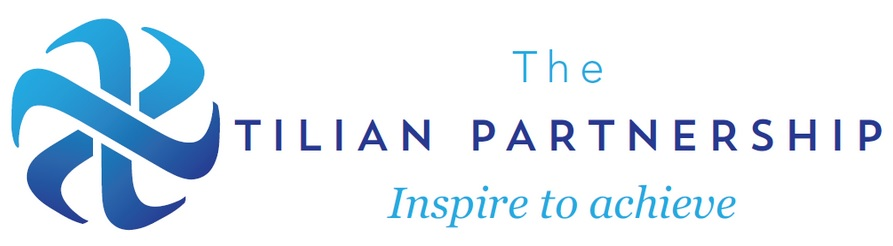 The
TILIAN PARTNERSHIP
Inspire to achieve